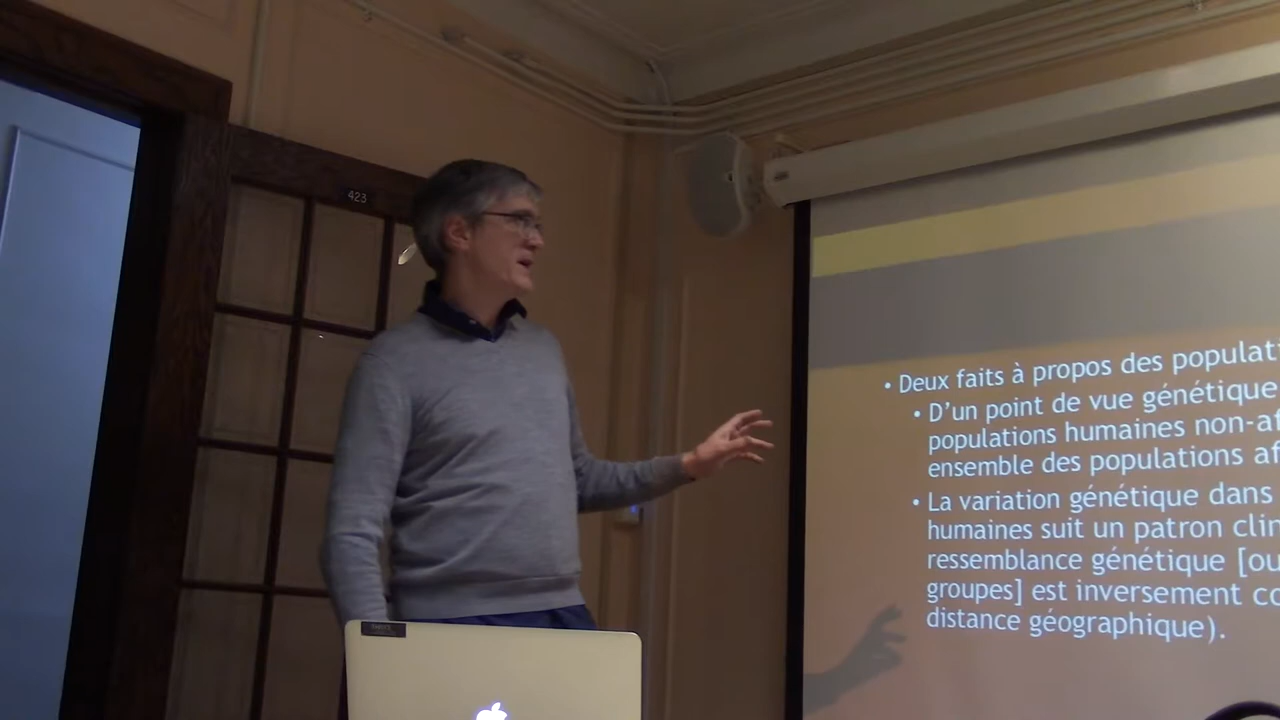 423
• Deux faits à propos des populati
• D'un point de vue génétique
populations humaines non-af
ensemble des populations af
• La variation génétique dans
humaines suit un patron clin
ressemblance génétique [ou
groupes] est inversement co
distance géographique).